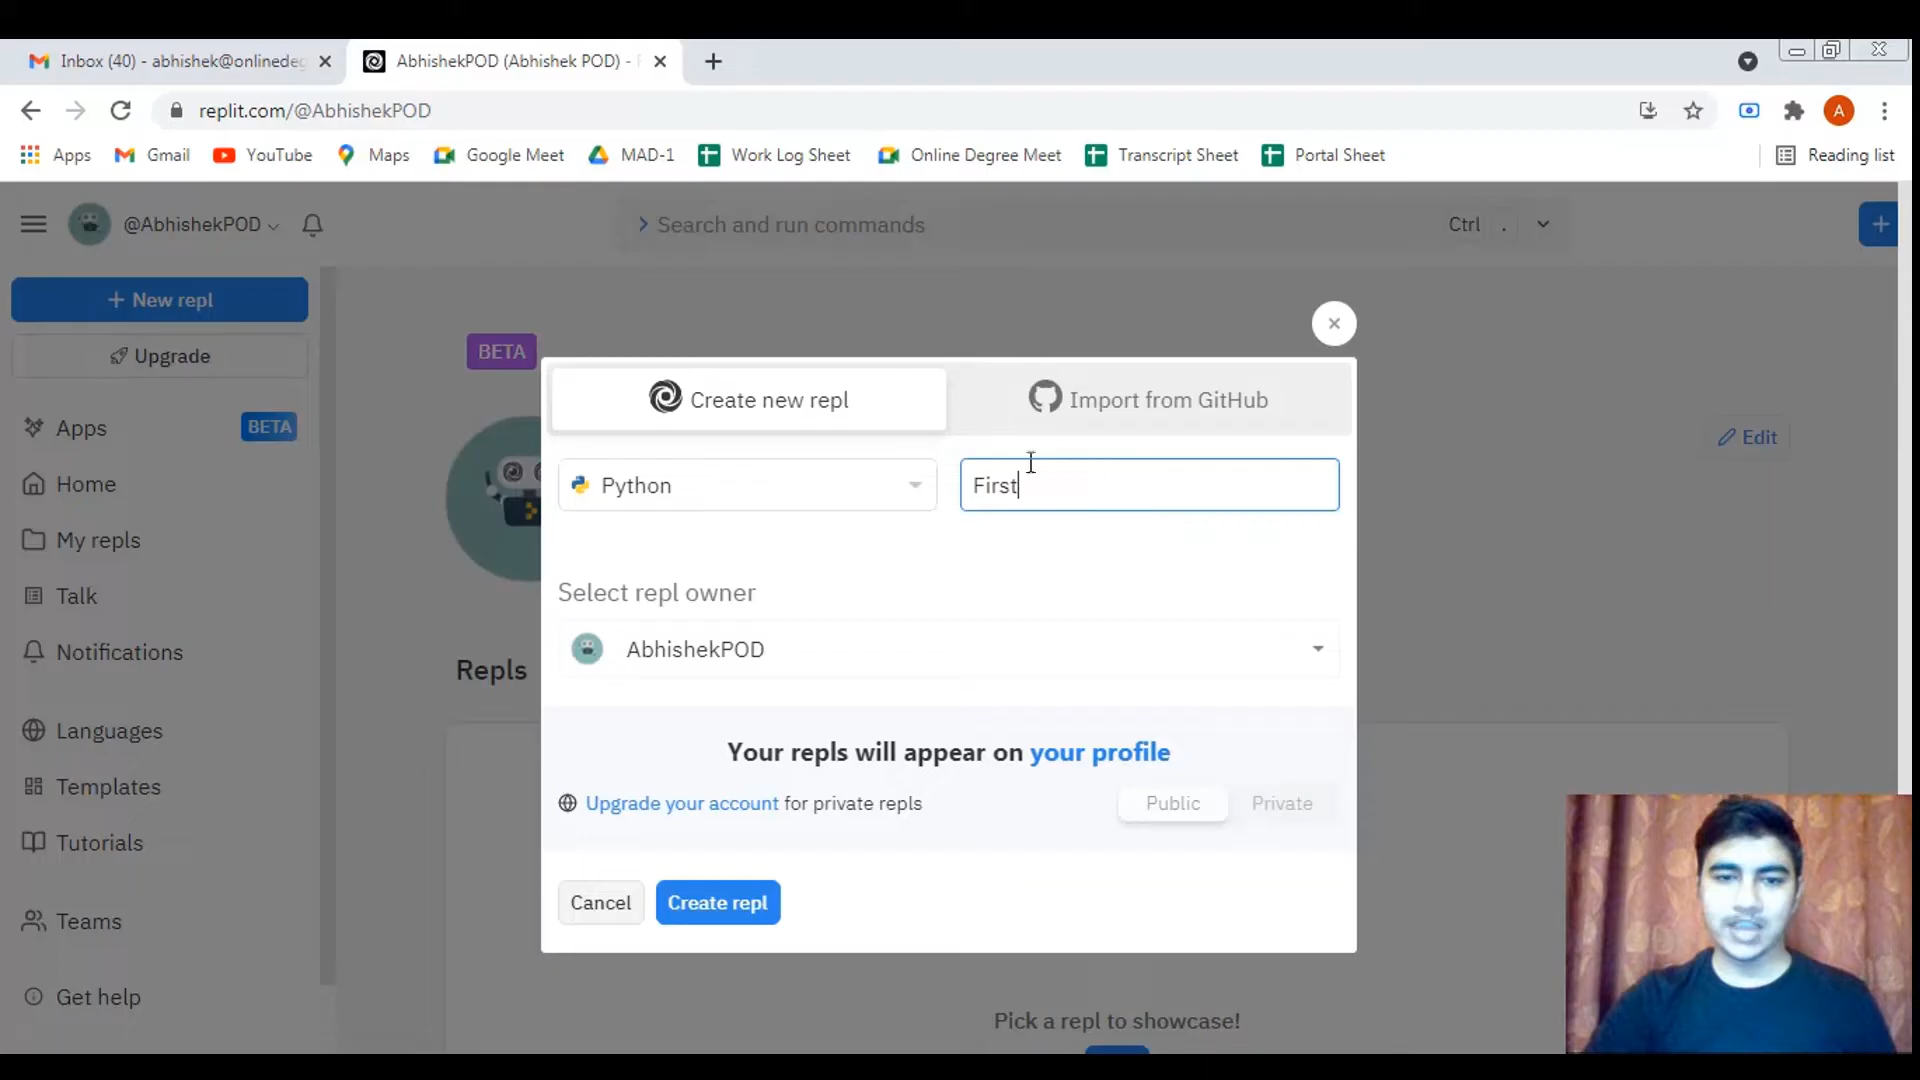 Inbox (40) - abhishek@onlinedeg
AbhishekPOD (Abhishek POD) -
replit.com/@AbhishekPOD
A
Apps
Gmail
YouTube
Maps
Google Meet
MAD-1
Work Log Sheet
Online Degree Meet
Transcript Sheet
Portal Sheet
Reading list
@AbhishekPOD
Search and run commands
Ctrl .
+ New repl
Upgrade
BETA
Create new repl
Import from GitHub
Apps
BETA
Edit
Home
Python
First
My repls
Talk
Select repl owner
Notifications
AbhishekPOD
Repls
Languages
Your repls will appear on your profile
Templates
Upgrade your account for private repls
Public
Private
Tutorials
Cancel
Create repl
Teams
Get help
Pick a repl to showcase!